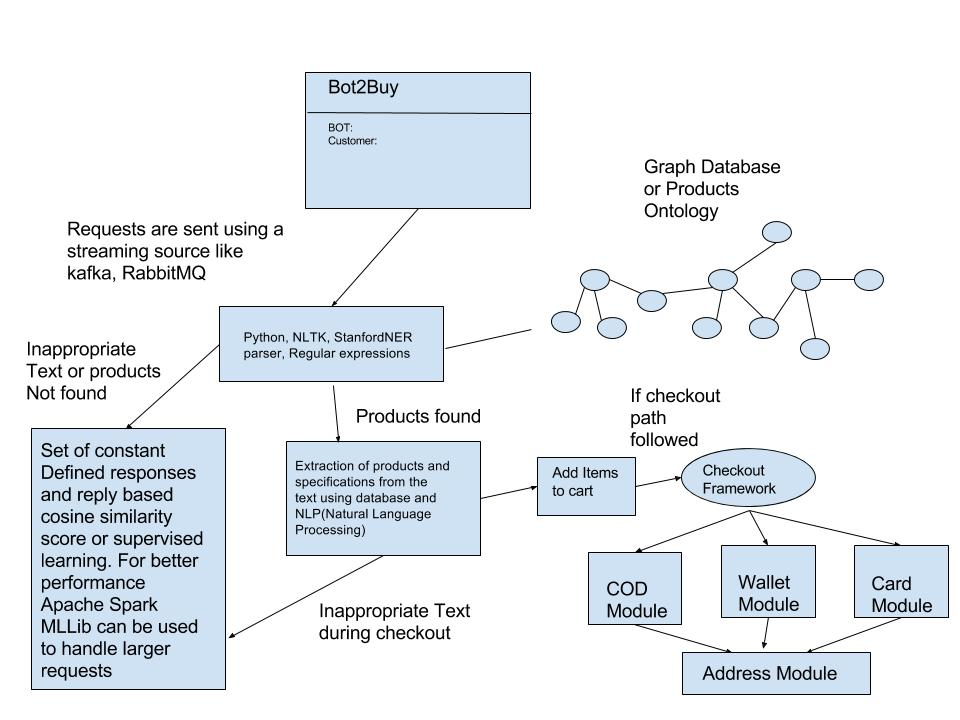 Bot2Buy
BOT:
Customer:
Graph Database
or Products
Ontology
Requests are sent using a
streaming source like
kafka, RabbitMQ
Python, NLTK, StanfordNER
parser, Regular expressions
Inappropriate
Text or products
Not found
Products found
If checkout
path
followed
Set of constant
Defined responses
and reply based
cosine similarity
score or supervised
learning. For better
performance
Apache Spark
MLLib can be used
to handle larger
requests
Extraction of products and
specifications from the
text using database and
NLP(Natural Language
Processing)
Add Items
to cart
Checkout
Framework
Inappropriate Text
during checkout
COD
Module
Wallet
Module
Card
Module
Address Module